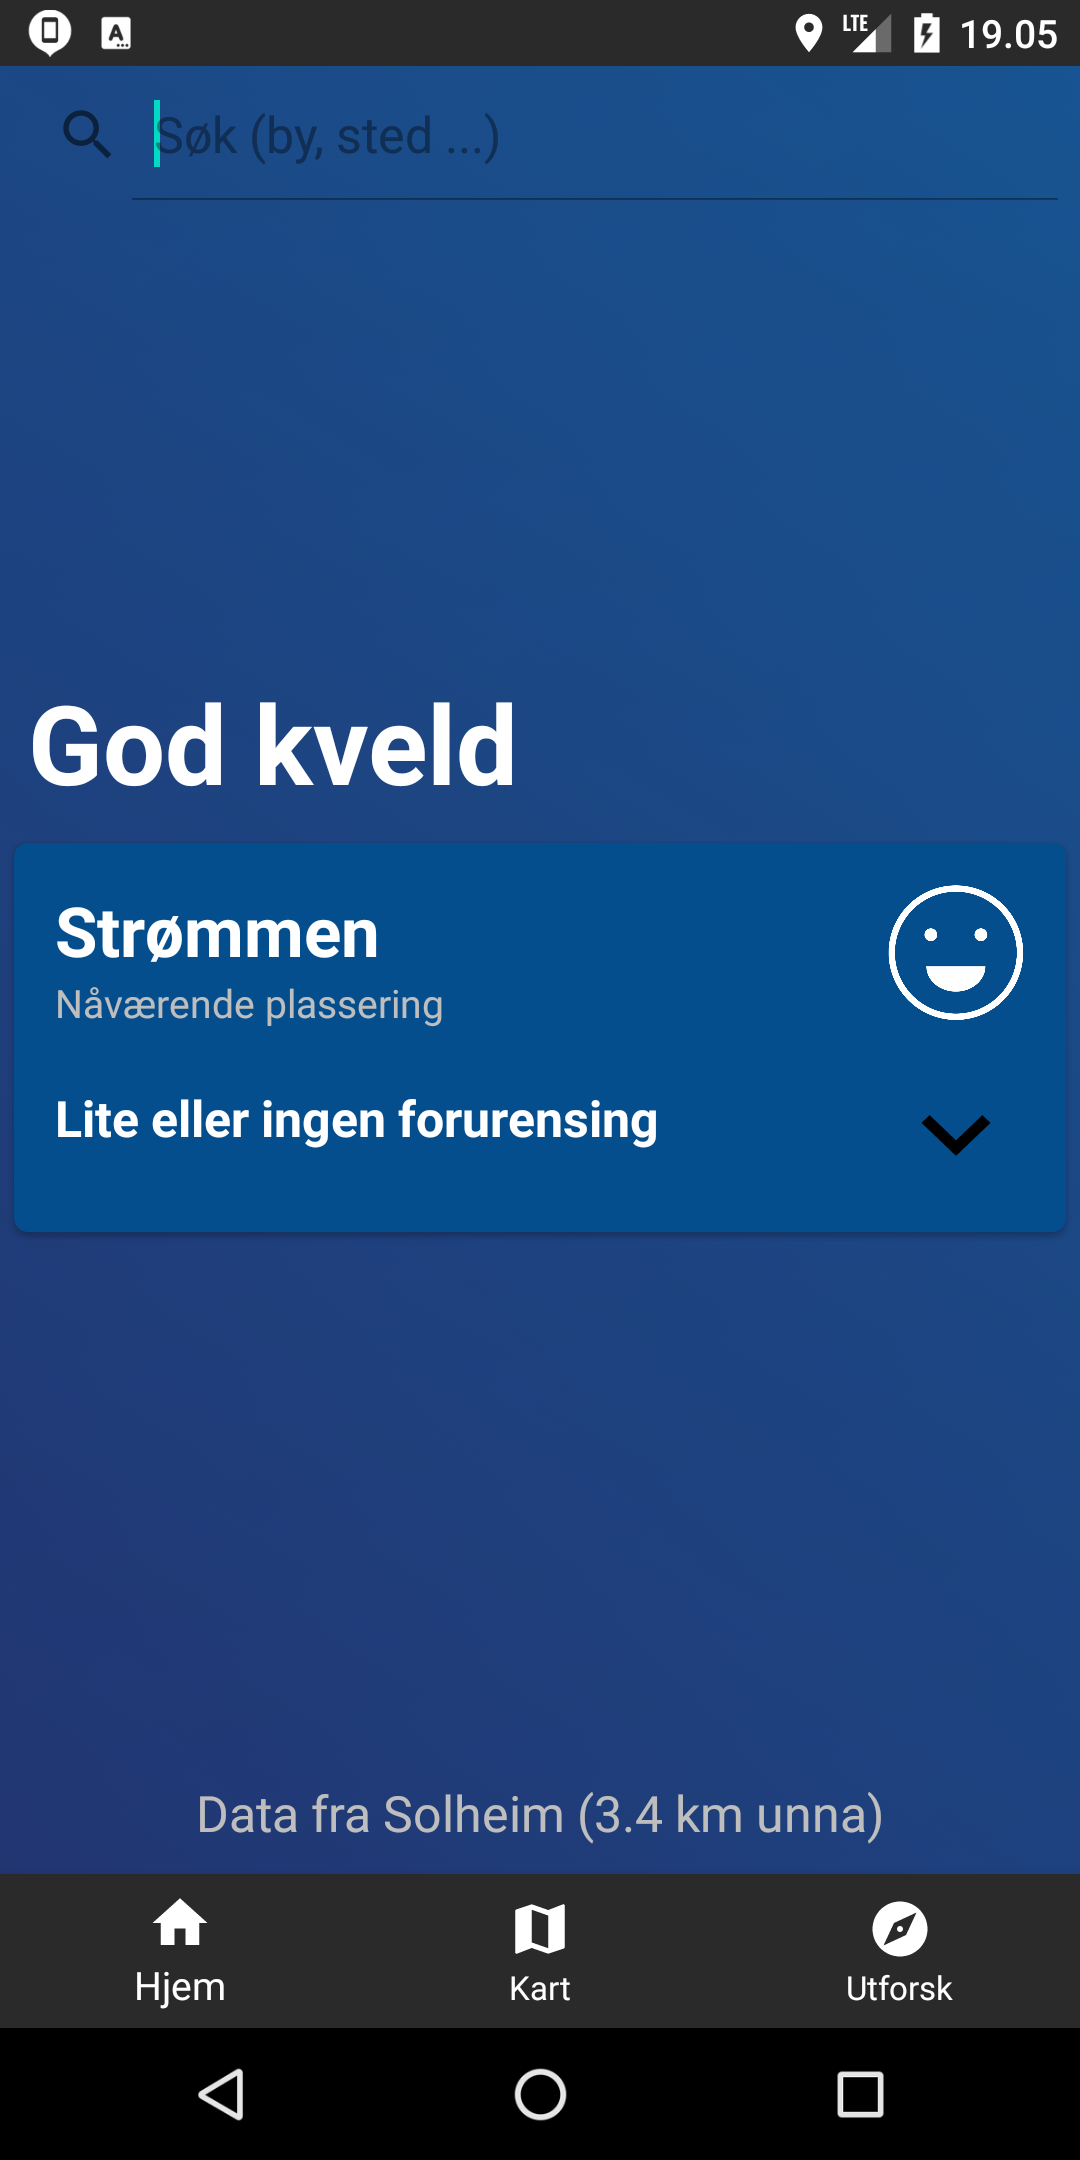 LTE 19.05
Søk (by, sted ...)
God kveld
Strømmen
Nåværende plassering
Lite eller ingen forurensing
Data fra Solheim (3.4 km unna)
Hjem Kart Utforsk